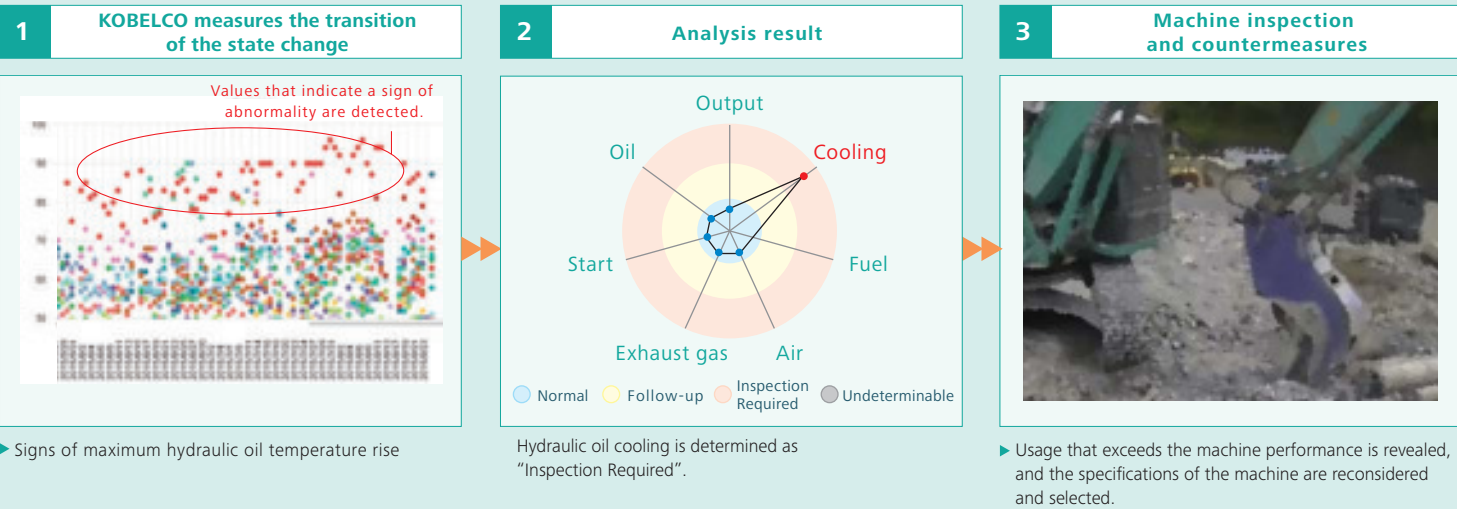 1
KOBELCO measures the transition
of the state change
Values that indicate a sign of
abnormality are detected.
Signs of maximum hydraulic oil temperature rise
2
Analysis result
Output
Oil
Cooling
Start
Fuel
Exhaust gas
Air
Normal
Follow-up
Inspection
Required
Undeterminable
Hydraulic oil cooling is determined as
“Inspection Required”.
3
Machine inspection
and countermeasures
Usage that exceeds the machine performance is revealed,
and the specifications of the machine are reconsidered
and selected.